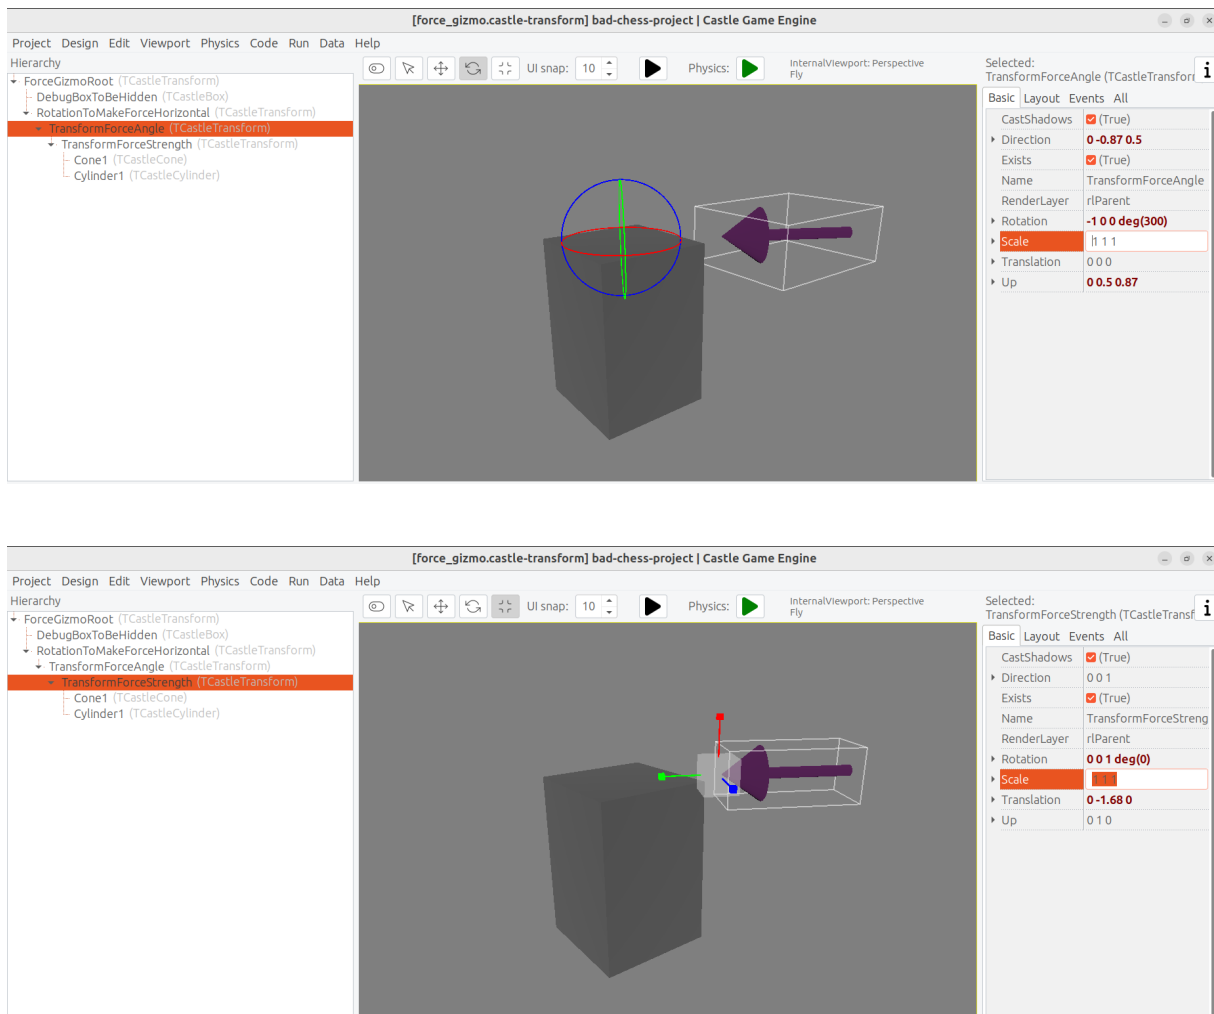 [force_gizmo.castle-transform] bad-chess-project | Castle Game Engine
Project Design Edit Viewport Physics Code Run Data Help
Hierarchy
ForceGizmoRoot (TCastleTransform)
DebugBoxToBeHidden (TCastleBox)
RotationToMakeForceHorizontal (TCastleTransform)
TransformForceAngle (TCastleTransform)
TransformForceStrength (TCastleTransform)
Cone1 (TCastleCone)
Cylinder1 (TCastleCylinder)
UI snap: 10
Physics:
InternalViewport: Perspective
Fly
Selected:
TransformForceAngle (TCastleTransfor
i
Basic Layout Events All
CastShadows (True)
Direction 0 -0.87 0.5
Exists (True)
Name TransformForceAngle
RenderLayer rlParent
Rotation -1 0 0 deg(300)
Scale 1 1 1
Translation 0 0 0
Up 0 0.5 0.87
[force_gizmo.castle-transform] bad-chess-project | Castle Game Engine
Project Design Edit Viewport Physics Code Run Data Help
Hierarchy
ForceGizmoRoot (TCastleTransform)
DebugBoxToBeHidden (TCastleBox)
RotationToMakeForceHorizontal (TCastleTransform)
TransformForceAngle (TCastleTransform)
TransformForceStrength (TCastleTransform)
Cone1 (TCastleCone)
Cylinder1 (TCastleCylinder)
UI snap: 10
Physics:
InternalViewport: Perspective
Fly
Selected:
TransformForceStrength (TCastleTransf
i
Basic Layout Events All
CastShadows (True)
Direction 0 0 1
Exists (True)
Name TransformForceStreng
RenderLayer rlParent
Rotation 0 0 1 deg(0)
Scale 1 1 1
Translation 0 -1.68 0
Up 0 1 0